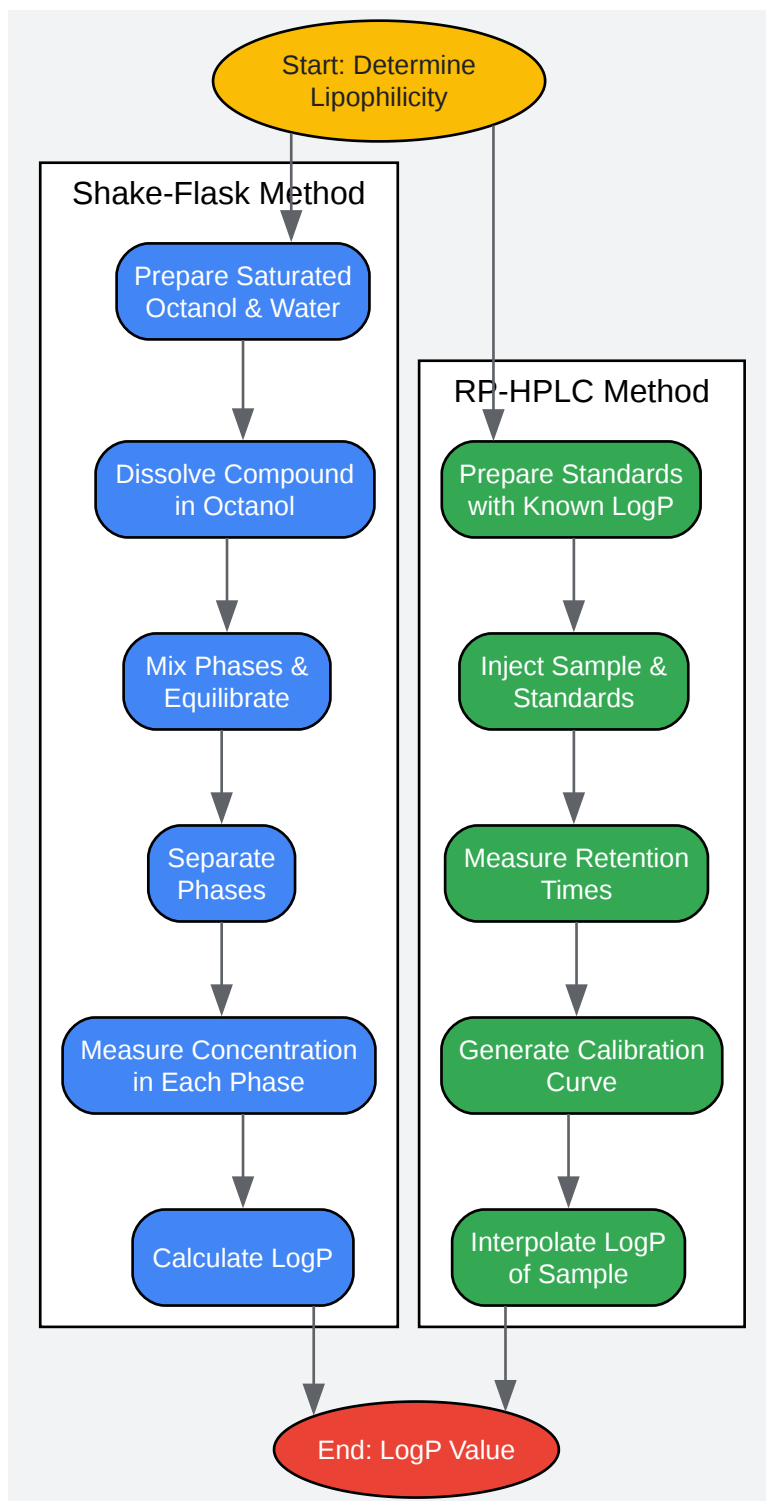 Start: Determine
Lipophilicity
Shake-Flask Method
Prepare Saturated
Octanol & Water
Dissolve Compound
in Octanol
Mix Phases &
Equilibrate
Separate
Phases
Measure Concentration
in Each Phase
Calculate LogP
RP-HPLC Method
Prepare Standards
with Known LogP
Inject Sample &
Standards
Measure Retention
Times
Generate Calibration
Curve
Interpolate LogP
of Sample
End: LogP Value